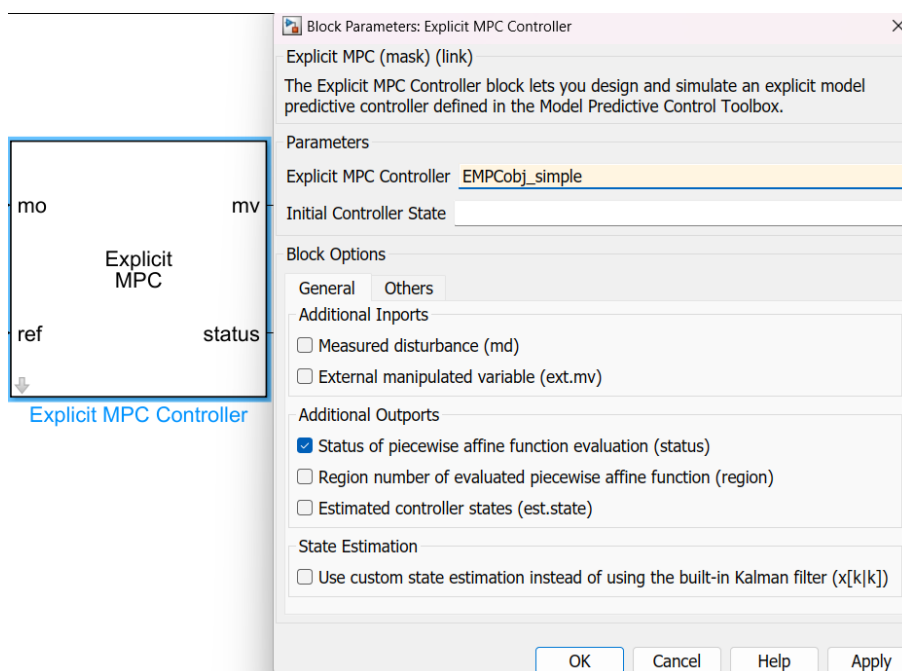 Block Parameters: Explicit MPC Controller
Explicit MPC (mask) (link)
The Explicit MPC Controller block lets you design and simulate an explicit model
predictive controller defined in the Model Predictive Control Toolbox.
Parameters
Explicit MPC Controller EMPCobj_simple
Initial Controller State
Block Options
General Others
Additional Inports
Measured disturbance (md)
External manipulated variable (ext.mv)
Additional Outports
Status of piecewise affine function evaluation (status)
Region number of evaluated piecewise affine function (region)
Estimated controller states (est.state)
State Estimation
Use custom state estimation instead of using the built-in Kalman filter (x[k|k])
OK Cancel Help Apply
mo mv
Explicit
MPC
ref status
Explicit MPC Controller